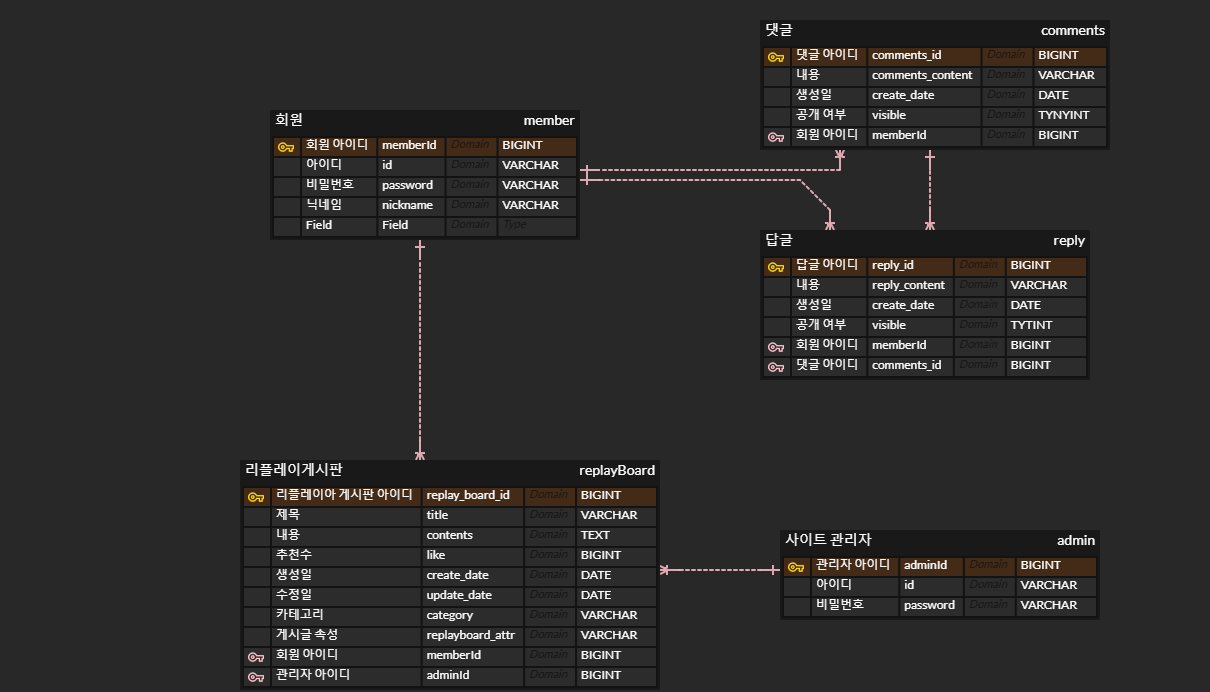 댓글 comments
댓글 아이디 comments_id Domain BIGINT
내용 comments_content Domain VARCHAR
생성일 create_date Domain DATE
공개 여부 visible Domain TYNYINT
회원 아이디 memberId Domain BIGINT
회원 member
회원 아이디 memberId Domain BIGINT
아이디 id Domain VARCHAR
비밀번호 password Domain VARCHAR
닉네임 nickname Domain VARCHAR
Field Field Domain Type
답글 reply
답글 아이디 reply_id Domain BIGINT
내용 reply_content Domain VARCHAR
생성일 create_date Domain DATE
공개 여부 visible Domain TYTINT
회원 아이디 memberId Domain BIGINT
댓글 아이디 comments_id Domain BIGINT
리플레이게시판 replayBoard
리플레이아 게시판 아이디 replay_board_id Domain BIGINT
제목 title Domain VARCHAR
내용 contents Domain TEXT
추천수 like Domain BIGINT
생성일 create_date Domain DATE
수정일 update_date Domain DATE
카테고리 category Domain VARCHAR
게시글 속성 replayboard_attr Domain VARCHAR
회원 아이디 memberId Domain BIGINT
관리자 아이디 adminId Domain BIGINT
사이트 관리자 admin
관리자 아이디 adminId Domain BIGINT
아이디 id Domain VARCHAR
비밀번호 password Domain VARCHAR